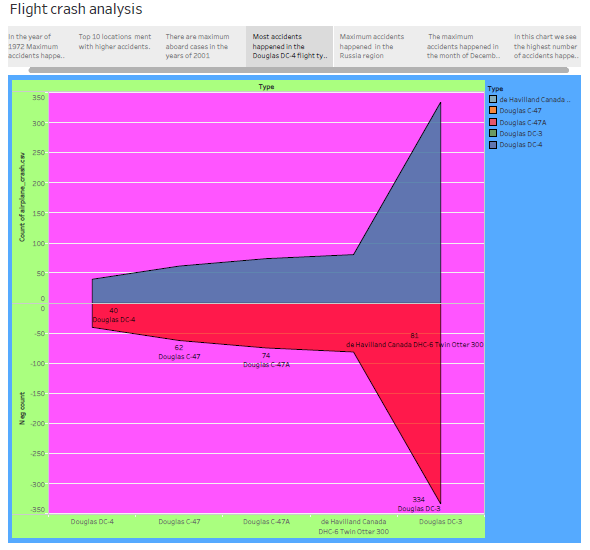 Flight crash analysis
In the year of
1972 Maximum
accidents happe..
Top 10 locations ment
with higher accidents.
There are maximum
aboard cases in the
years of 2001
Most accidents
happened in the
Douglas DC-4 flight ty..
Maximum accidents
happened in the
Russia region
The maximum
accidents happened in
the month of Decemb..
In this chart we see
the highest number
of accidents happe..
Type
350
300
250
200
150
100
50
0
Count of airplane_crash.csv
0
-50
-100
-150
-200
-250
-300
-350
Neg count
40
Douglas DC-4
62
Douglas C-47
74
Douglas C-47A
81
de Havilland Canada DHC-6 Twin Otter 300
334
Douglas DC-3
Douglas DC-4
Douglas C-47
Douglas C-47A
de Havilland Canada
DHC-6 Twin Otter 300
Douglas DC-3
Type
de Havilland Canada ..
Douglas C-47
Douglas C-47A
Douglas DC-3
Douglas DC-4